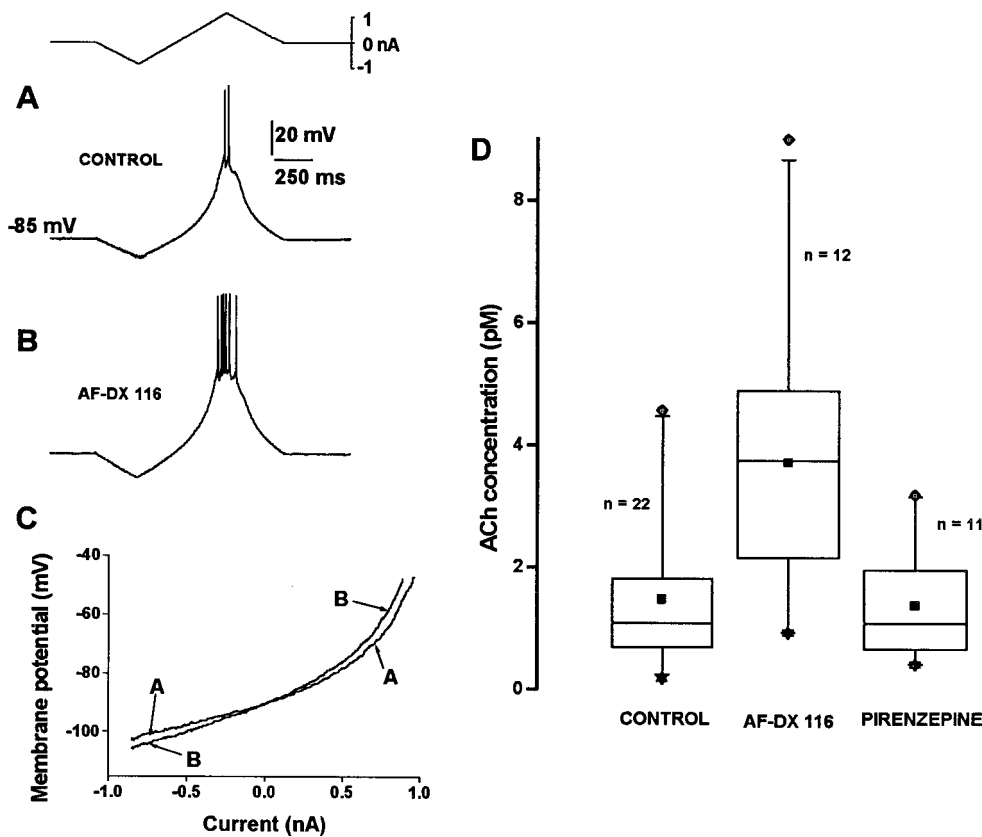 1
0 nA
-1
A
CONTROL
20 mV
250 ms
-85 mV
B
AF-DX 116
C
Membrane potential (mV)
-40
-60
-80
-100
B
A
A
B
-1.0
-0.5
0.0
0.5
1.0
Current (nA)
D
ACh concentration (pM)
8
6
4
2
0
n = 22
n = 12
n = 11
CONTROL
AF-DX 116
PIRENZEPINE